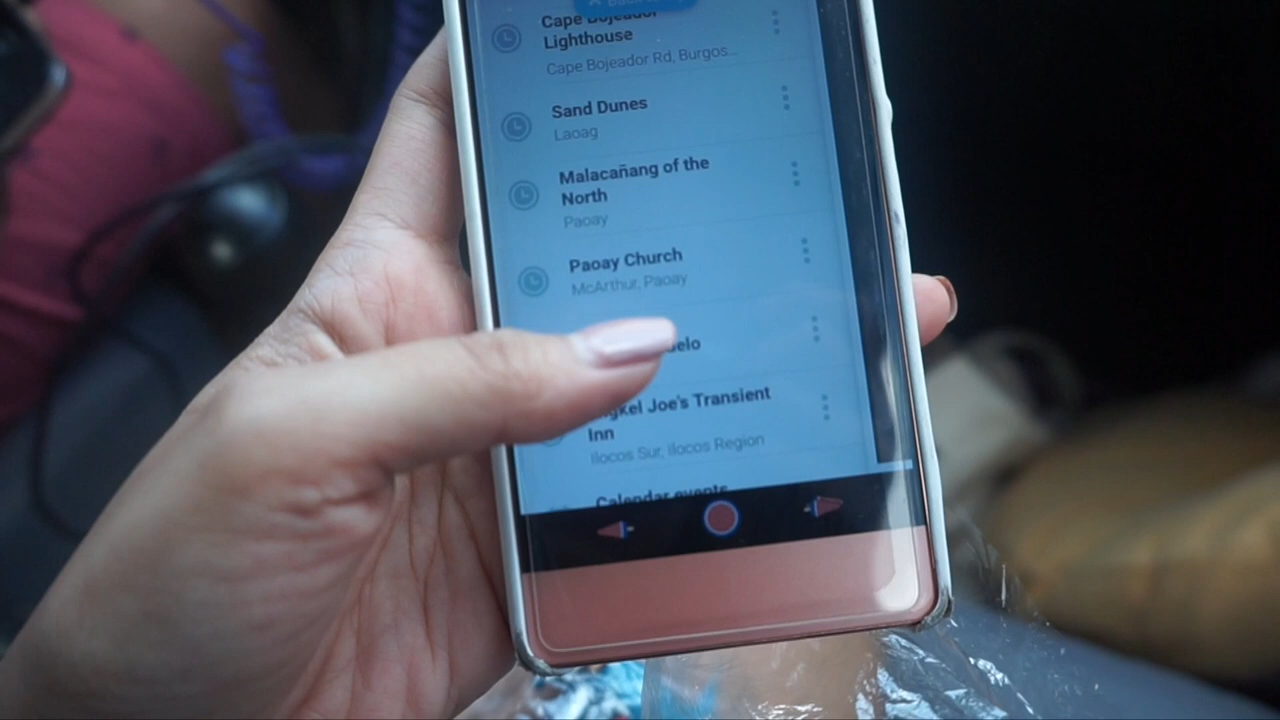 Cape Bojeador
Lighthouse
Cape Bojeador Rd, Burgos...
Sand Dunes
Laoag
Malacañang of the
North
Paoay
Paoay Church
McArthur, Paoay
Joe's Transient
Inn
Ilocos Sur, Ilocos Region
Calendar events